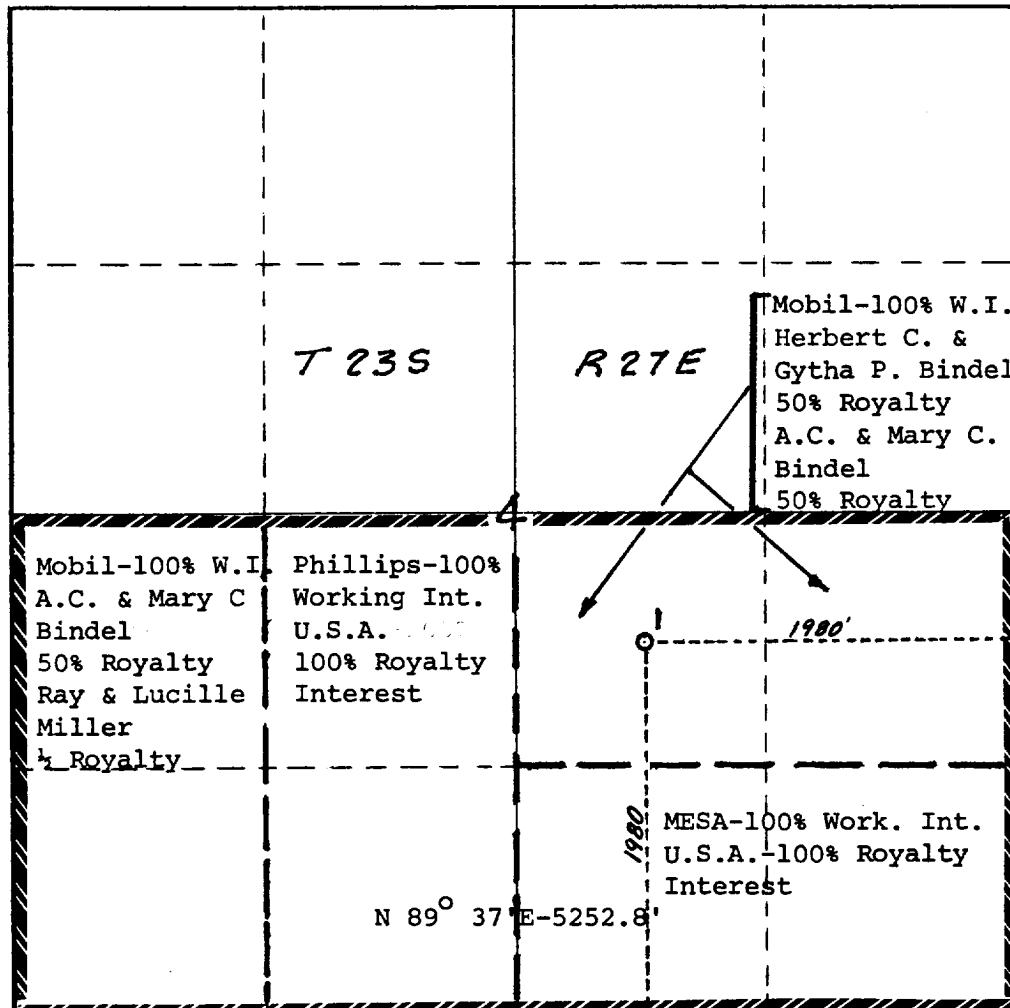 T 23S R 27E
Mobil-100% W.I.
Herbert C. &
Gytha P. Bindel
50% Royalty
A.C. & Mary C.
Bindel
50% Royalty
4
Mobil-100% W.I.
A.C. & Mary C
Bindel
50% Royalty
Ray & Lucille
Miller
½ Royalty
Phillips-100%
Working Int.
U.S.A.
100% Royalty
Interest
1
1980'
1980
MESA-100% Work. Int.
U.S.A.-100% Royalty
Interest
N 89° 37'E-5252.8'